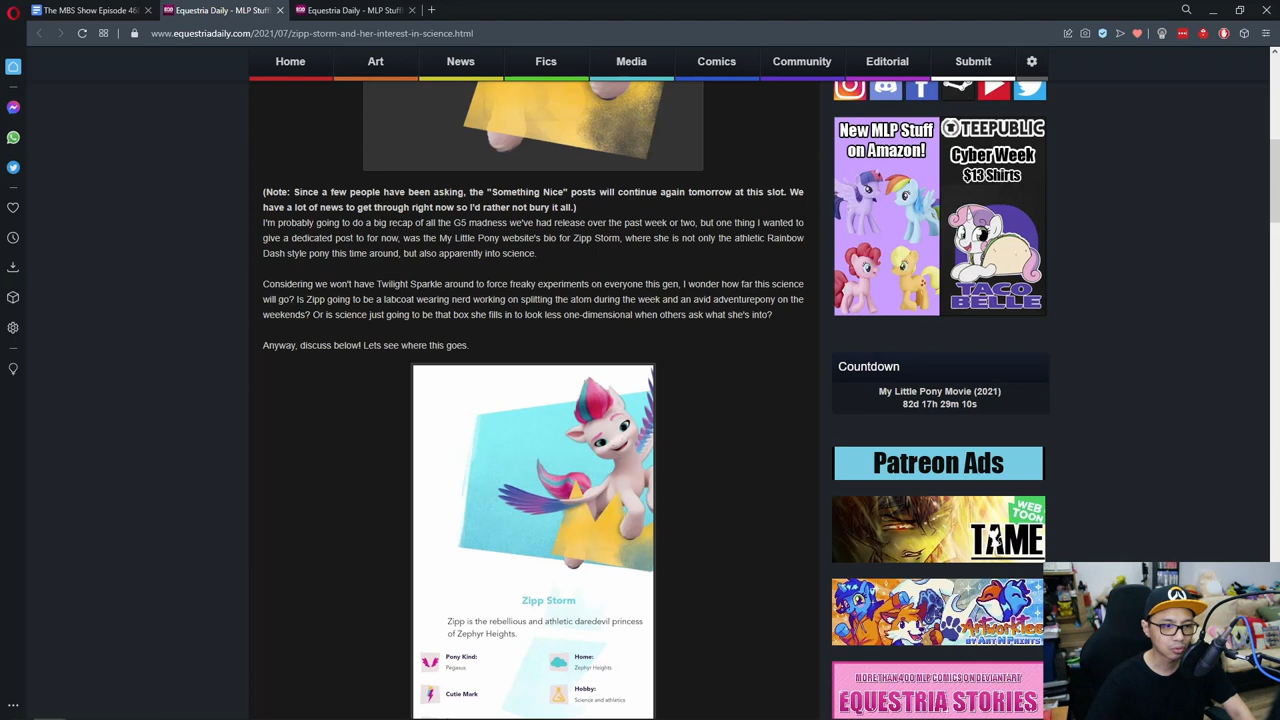 The MBS Show Episode 46
Equestria Daily - MLP Stuff
Equestria Daily - MLP Stuff
www.equestriadaily.com/2021/07/zipp-storm-and-her-interest-in-science.html
Home Art News Fics Media Comics Community Editorial Submit
(Note: Since a few people have been asking, the "Something Nice" posts will continue again tomorrow at this slot. We
have a lot of news to get through right now so I'd rather not bury it all.)
I'm probably going to do a big recap of all the G5 madness we've had release over the past week or two, but one thing I wanted to
give a dedicated post to for now, was the My Little Pony website's bio for Zipp Storm, where she is not only the athletic Rainbow
Dash style pony this time around, but also apparently into science.
Considering we won't have Twilight Sparkle around to force freaky experiments on everyone this gen, I wonder how far this science
will go? Is Zipp going to be a labcoat wearing nerd working on splitting the atom during the week and an avid adventurepony on the
weekends? Or is science just going to be that box she fills in to look less one-dimensional when others ask what she's into?
Anyway, discuss below! Lets see where this goes.
Zipp Storm
Zipp is the rebellious and athletic daredevil princess
of Zephyr Heights.
Pony Kind:
Pegasus
Home:
Zephyr Heights
Cutie Mark
Hobby:
Science and athletics
New MLP Stuff
on Amazon!
TEEPUBLIC
Cyber Week
$13 Shirts
TACO
BELLE
Countdown
My Little Pony Movie (2021)
82d 17h 29m 10s
Patreon Ads
WEB
TOON
TAME
BY ART N PRINTS
MORE THAN 400 MLP COMICS ON DEVIANTART
EQUESTRIA STORIES